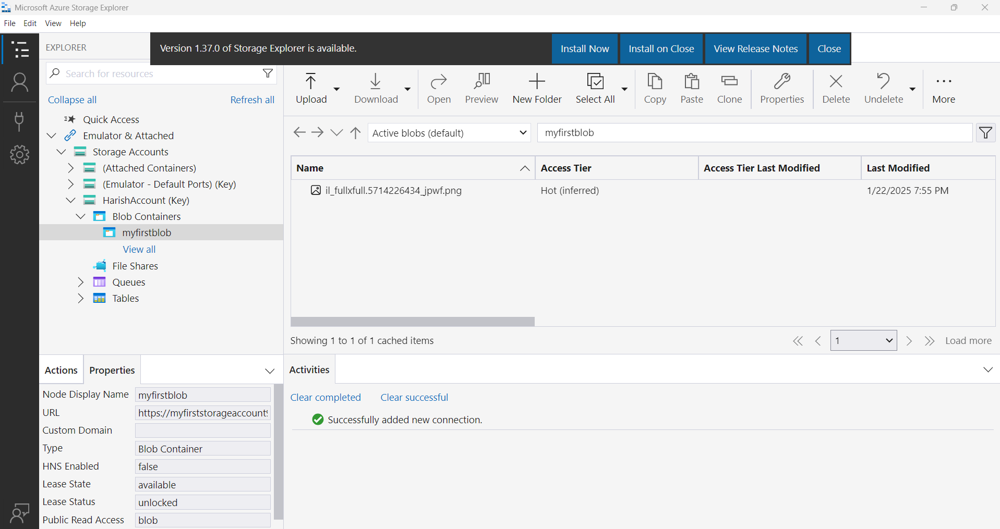 Microsoft Azure Storage Explorer
File Edit View Help
EXPLORER
Version 1.37.0 of Storage Explorer is available.
Install Now
Install on Close
View Release Notes
Close
Search for resources
Collapse all
Refresh all
Quick Access
Emulator & Attached
Storage Accounts
(Attached Containers)
(Emulator - Default Ports) (Key)
HarishAccount (Key)
Blob Containers
myfirstblob
View all
File Shares
Queues
Tables
Upload
Download
Open
Preview
New Folder
Select All
Copy
Paste
Clone
Properties
Delete
Undelete
More
Active blobs (default)
myfirstblob
Name
Access Tier
Access Tier Last Modified
Last Modified
il_fullxfull.5714226434_jpwf.png
Hot (inferred)
1/22/2025 7:55 PM
Showing 1 to 1 of 1 cached items
1
Load more
Actions
Properties
Node Display Name myfirstblob
URL https://myfirststorageaccount
Custom Domain
Type Blob Container
HNS Enabled false
Lease State available
Lease Status unlocked
Public Read Access blob
Activities
Clear completed
Clear successful
Successfully added new connection.